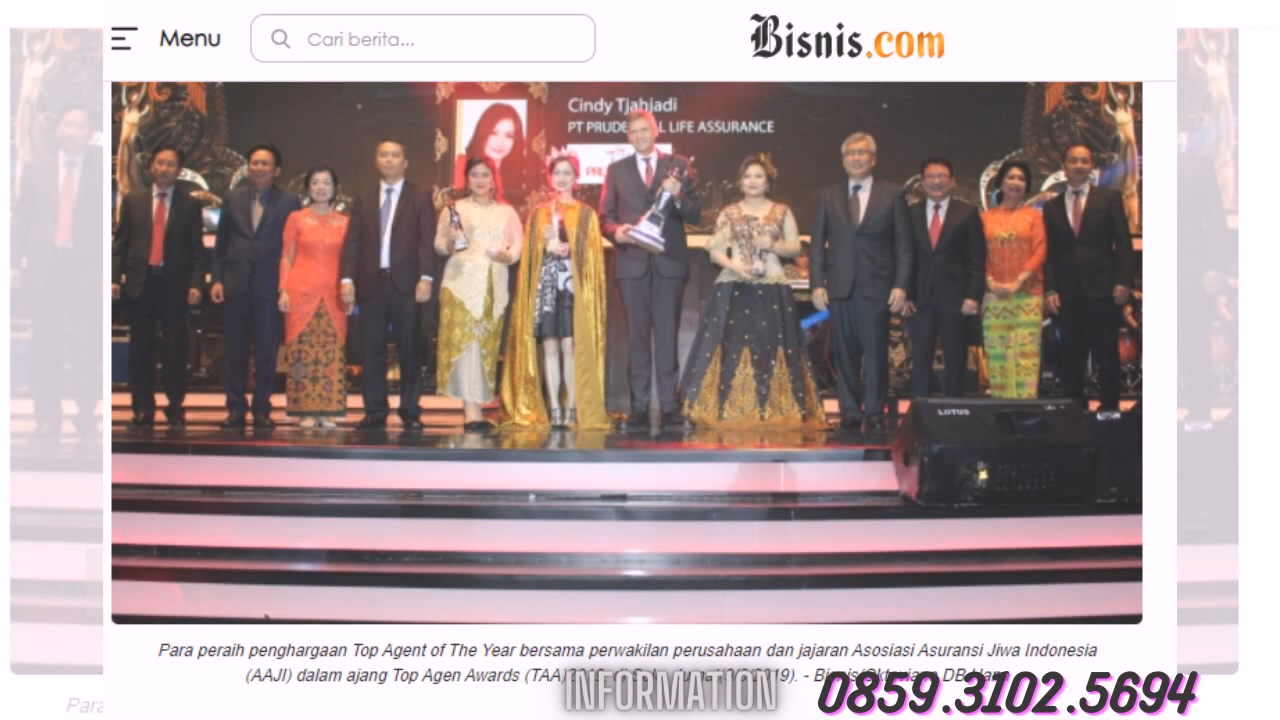 Menu
Cari berita...
Bisnis.com
Cindy Tjahjadi
PT PRUDENTIAL LIFE ASSURANCE
LOTUS
Para peraih penghargaan Top Agent of The Year bersama perwakilan perusahaan dan jajaran Asosiasi Asuransi Jiwa Indonesia
(AAJI) dalam ajang Top Agen Awards (TAA)
INFORMATION
0859.3102.5694
Para